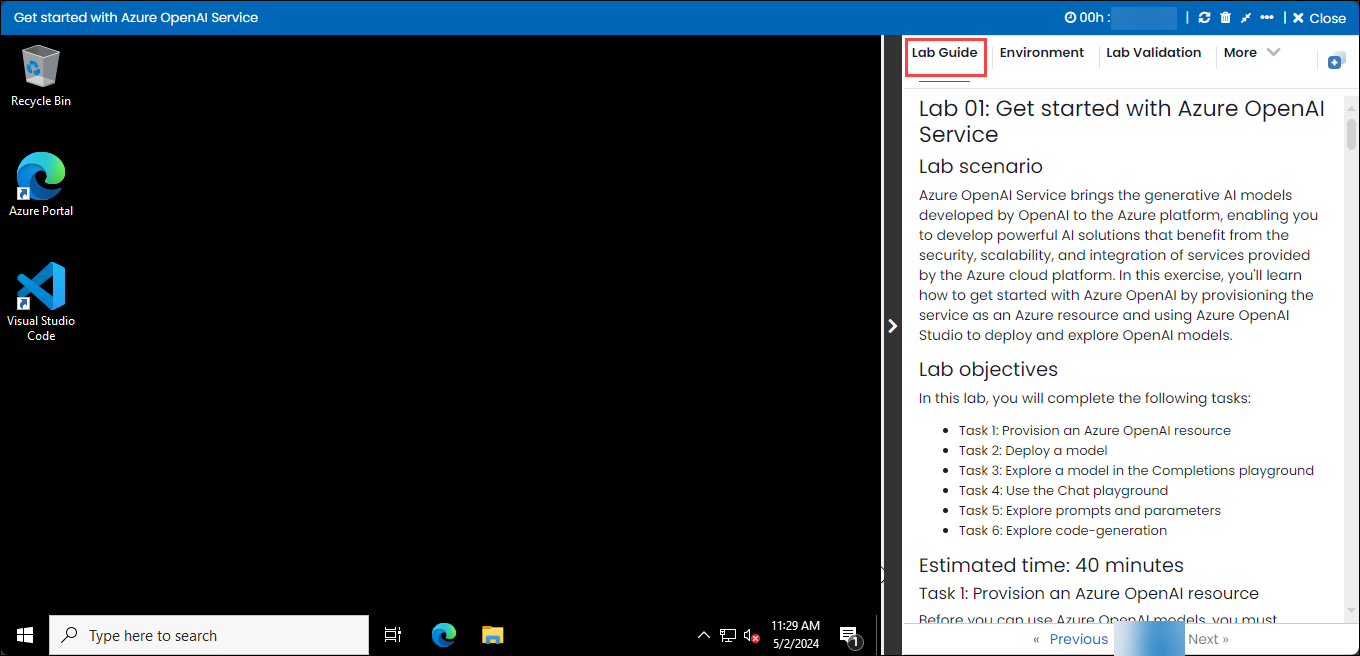 Get started with Azure OpenAI Service
00h :
Close
Recycle Bin
Azure Portal
Visual Studio
Code
Type here to search
11:29 AM
5/2/2024
1
Lab Guide
Environment
Lab Validation
More
Lab 01: Get started with Azure OpenAI
Service
Lab scenario
Azure OpenAI Service brings the generative AI models
developed by OpenAI to the Azure platform, enabling you
to develop powerful AI solutions that benefit from the
security, scalability, and integration of services provided
by the Azure cloud platform. In this exercise, you'll learn
how to get started with Azure OpenAI by provisioning the
service as an Azure resource and using Azure OpenAI
Studio to deploy and explore OpenAI models.
Lab objectives
In this lab, you will complete the following tasks:
• Task 1: Provision an Azure OpenAI resource
• Task 2: Deploy a model
• Task 3: Explore a model in the Completions playground
• Task 4: Use the Chat playground
• Task 5: Explore prompts and parameters
• Task 6: Explore code-generation
Estimated time: 40 minutes
Task 1: Provision an Azure OpenAI resource
Before you can use Azure OpenAI models, you must
« Previous
Next »